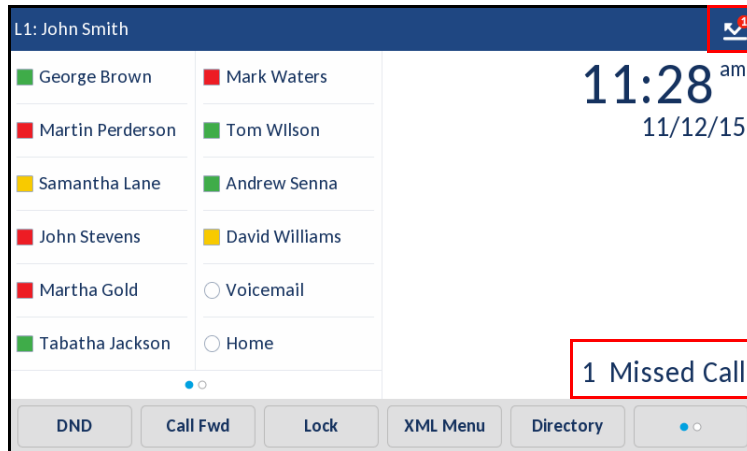 L1: John Smith
1
George Brown
Mark Waters
Martin Perderson
Tom WIlson
Samantha Lane
Andrew Senna
John Stevens
David Williams
Martha Gold
Voicemail
Tabatha Jackson
Home
11:28 am
11/12/15
1 Missed Call
DND
Call Fwd
Lock
XML Menu
Directory